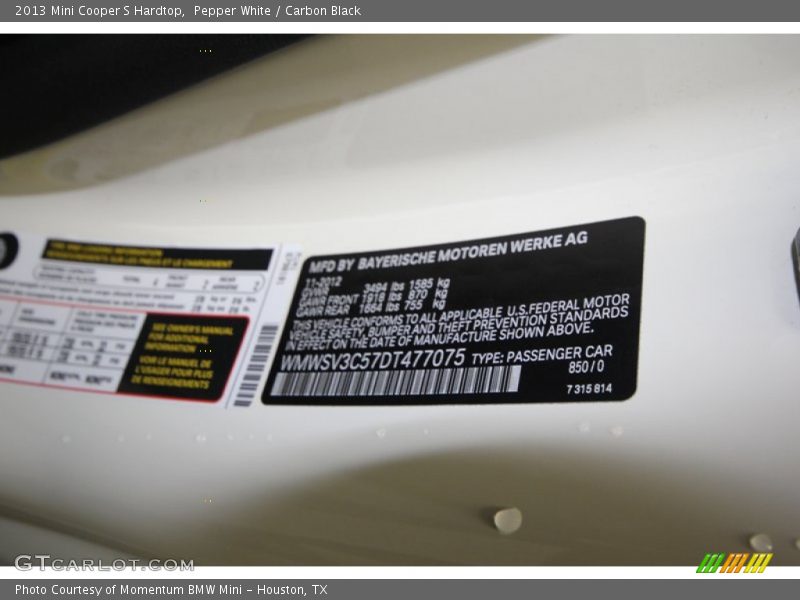 2013 Mini Cooper S Hardtop,  Pepper White / Carbon Black
MFD BY BAYERISCHE MOTOREN WERKE AG
11-2012
GVWR 3494 lbs 1585 kg
GAWR FRONT 1918 lbs 870 kg
GAWR REAR 1664 lbs 755 kg
THIS VEHICLE CONFORMS TO ALL APPLICABLE U.S.FEDERAL MOTOR
VEHICLE SAFETY, BUMPER AND THEFT PREVENTION STANDARDS
IN EFFECT ON THE DATE OF MANUFACTURE SHOWN ABOVE.
WMWSV3C57DT477075 TYPE: PASSENGER CAR
850/0
7 315 814
SEE OWNER'S MANUAL
FOR ADDITIONAL
INFORMATION
VOIR LE MANUEL DE
L'USAGER POUR PLUS
DE RENSEIGNEMENTS
GTCARLOT.COM
Photo Courtesy of Momentum BMW Mini – Houston, TX